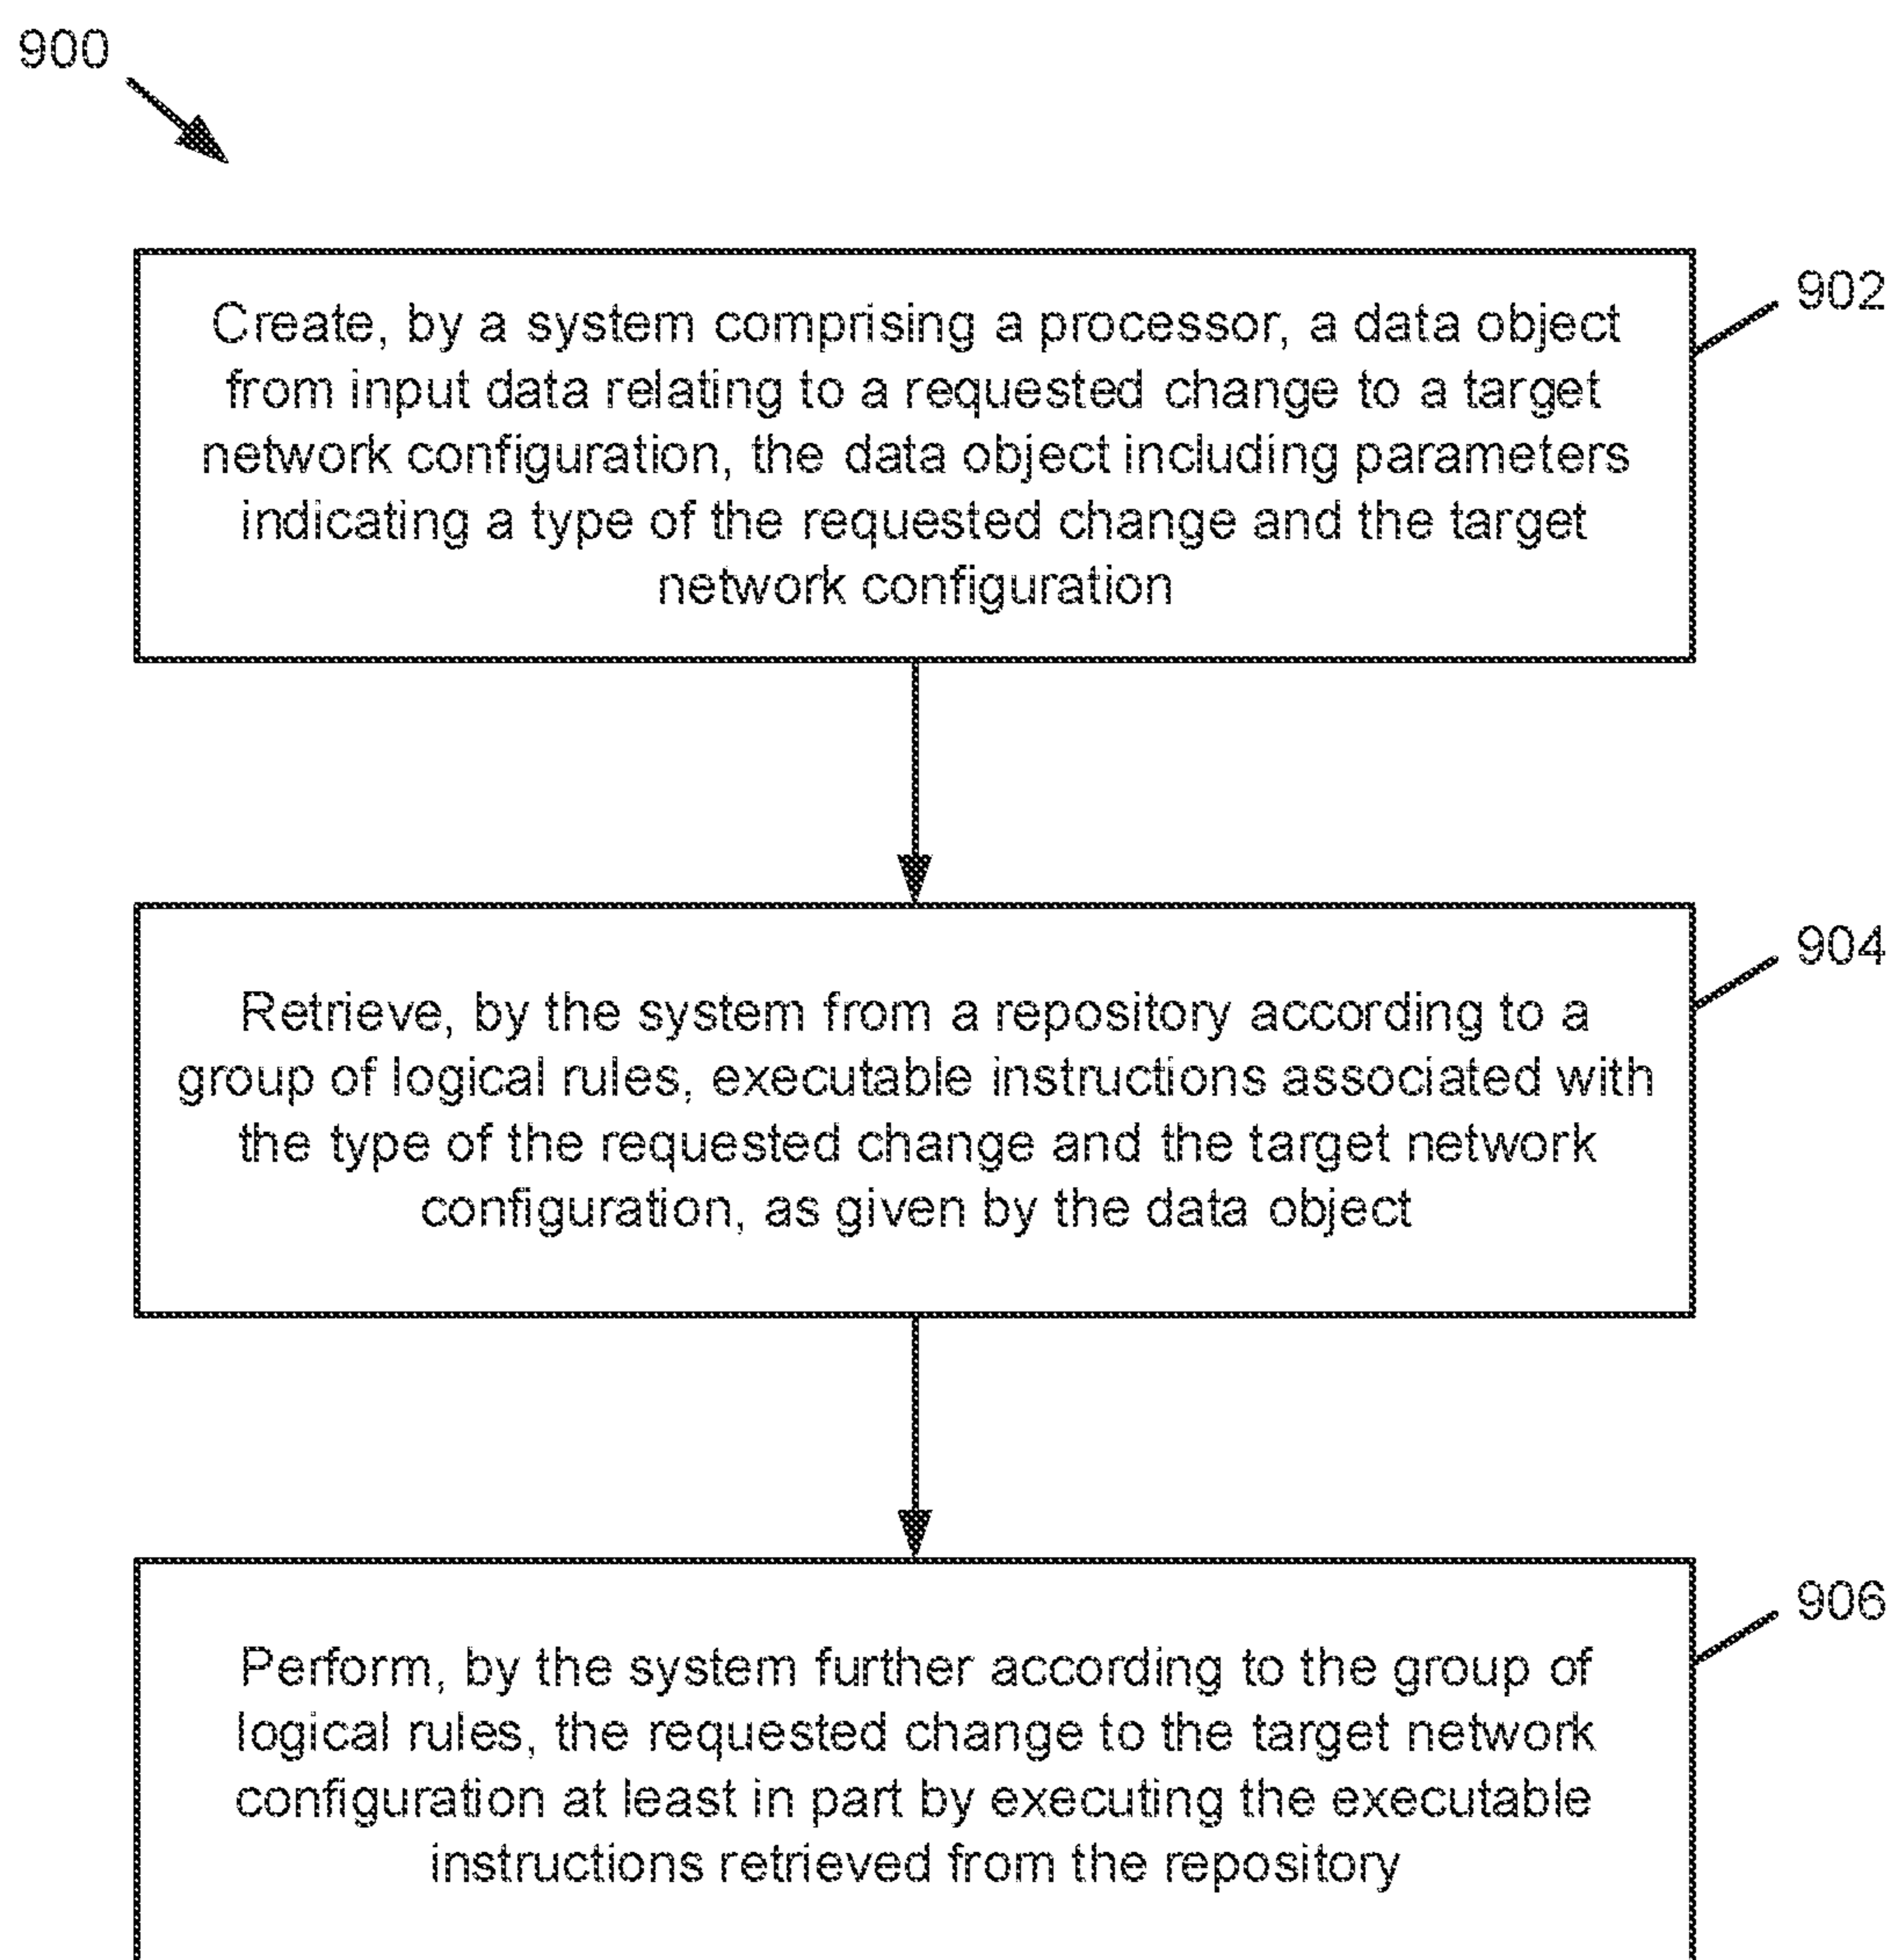 900
902
Create, by a system comprising a processor, a data object
from input data relating to a requested change to a target
network configuration, the data object including parameters
indicating a type of the requested change and the target
network configuration
904
Retrieve, by the system from a repository according to a
group of logical rules, executable instructions associated with
the type of the requested change and the target network
configuration, as given by the data object
906
Perform, by the system further according to the group of
logical rules, the requested change to the target network
configuration at least in part by executing the executable
instructions retrieved from the repository